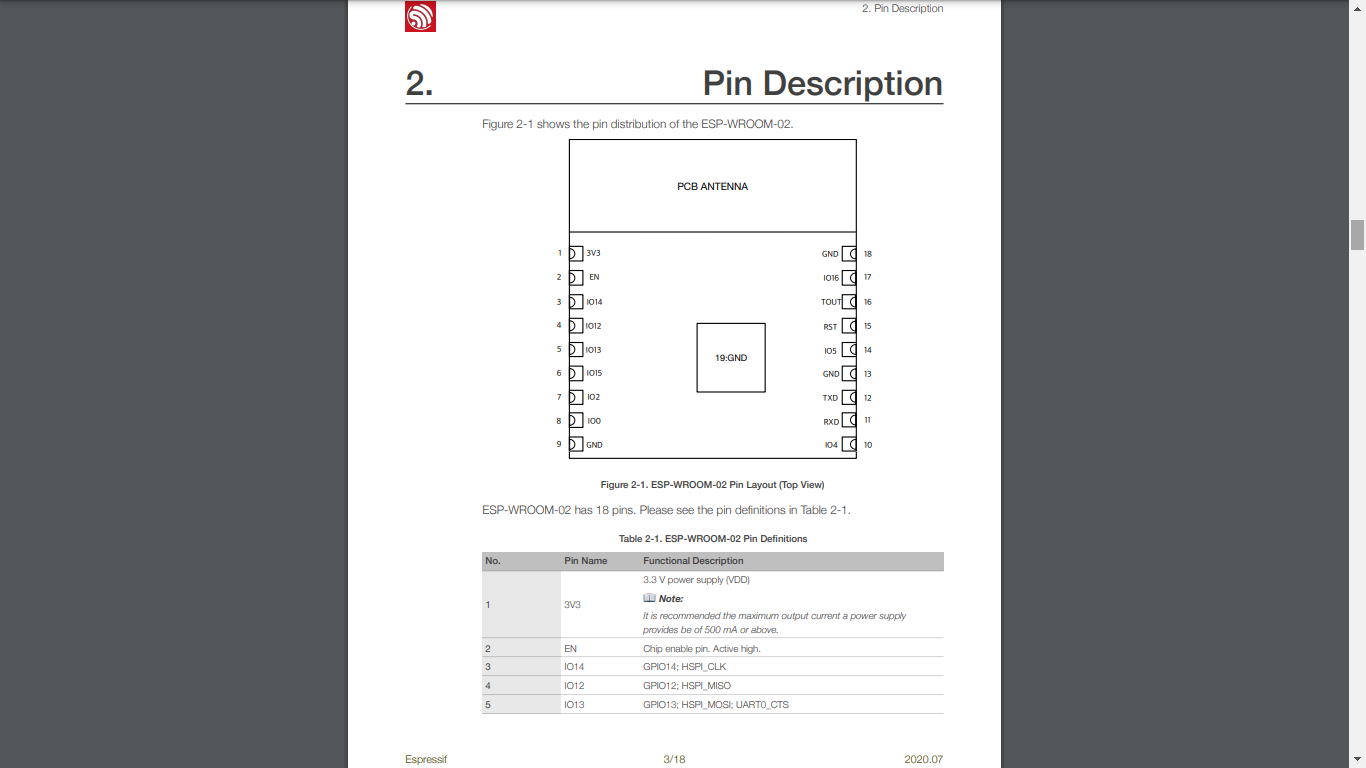 2. Pin Description
2. Pin Description
Figure 2-1 shows the pin distribution of the ESP-WROOM-02.
PCB ANTENNA
1 3V3 GND 18
2 EN IO16 17
3 IO14 TOUT 16
4 IO12 RST 15
5 IO13 IO5 14
19:GND
6 IO15 GND 13
7 IO2 TXD 12
8 IO0 RXD 11
9 GND IO4 10
Figure 2-1. ESP-WROOM-02 Pin Layout (Top View)
ESP-WROOM-02 has 18 pins. Please see the pin definitions in Table 2-1.
Table 2-1. ESP-WROOM-02 Pin Definitions
No. Pin Name Functional Description
1 3V3 3.3 V power supply (VDD)
Note:
It is recommended the maximum output current a power supply
provides be of 500 mA or above.
2 EN Chip enable pin. Active high.
3 IO14 GPIO14; HSPI_CLK
4 IO12 GPIO12; HSPI_MISO
5 IO13 GPIO13; HSPI_MOSI; UART0_CTS
Espressif 3/18 2020.07